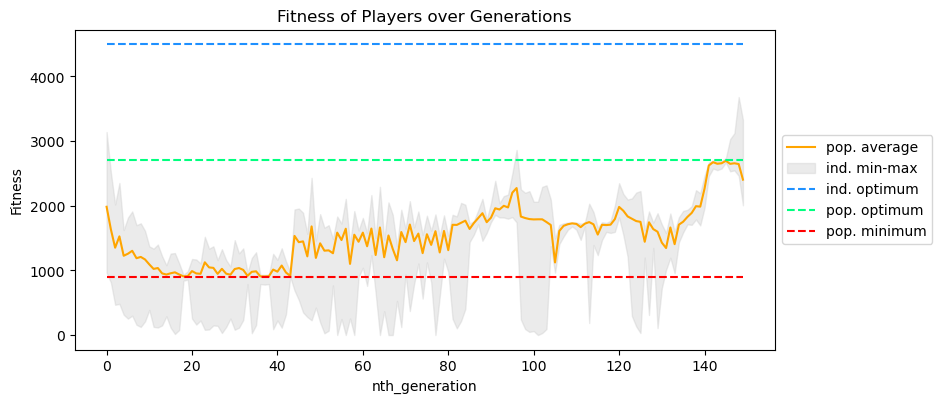 Fitness of Players over Generations
Fitness
4000
3000
2000
1000
0
0 20 40 60 80 100 120 140
nth_generation
pop. average
ind. min-max
ind. optimum
pop. optimum
pop. minimum